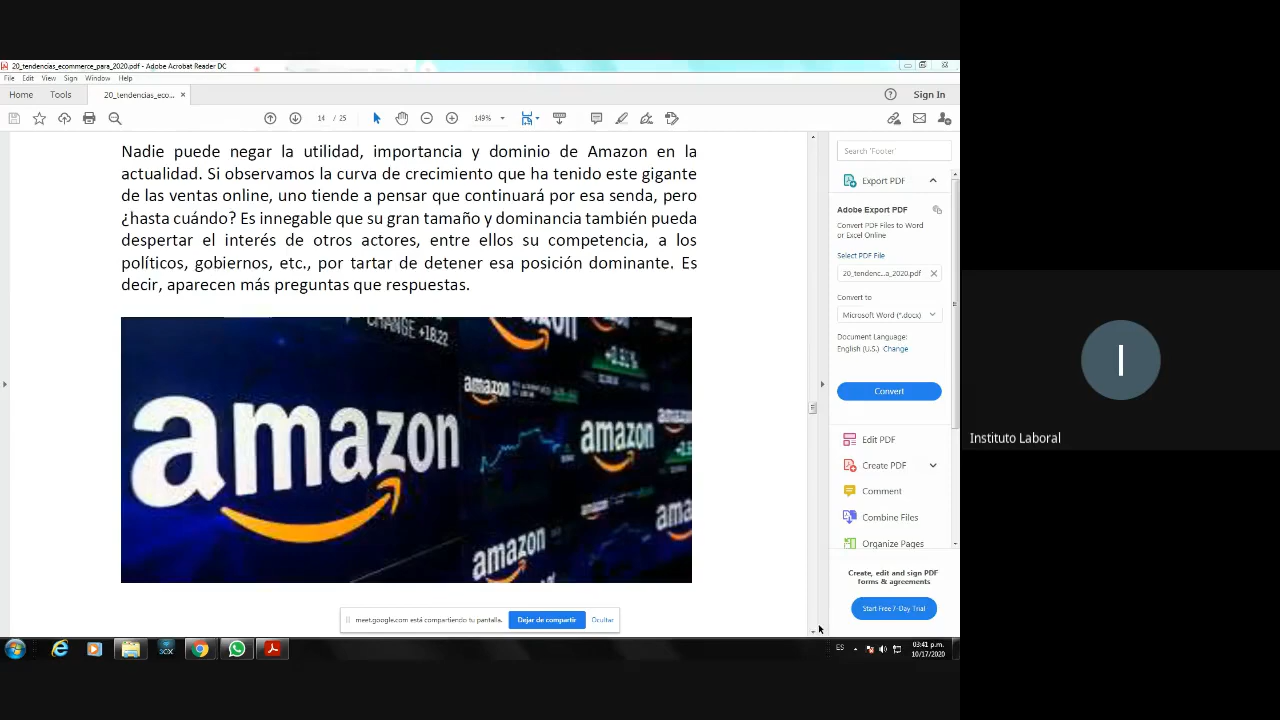 20_tendencias_ecommerce_para_2020.pdf - Adobe Acrobat Reader DC
File Edit View Sign Window Help
Home Tools 20_tendencias_eco... × Sign In
14 / 25 149%
Nadie puede negar la utilidad, importancia y dominio de Amazon en la
actualidad. Si observamos la curva de crecimiento que ha tenido este gigante
de las ventas online, uno tiende a pensar que continuará por esa senda, pero
¿hasta cuándo? Es innegable que su gran tamaño y dominancia también pueda
despertar el interés de otros actores, entre ellos su competencia, a los
políticos, gobiernos, etc., por tartar de detener esa posición dominante. Es
decir, aparecen más preguntas que respuestas.
CHANGE +18.22
amazon
amazon
amazon
amazon
Search 'Footer'
Export PDF
Adobe Export PDF
Convert PDF Files to Word
or Excel Online
Select PDF File
20_tendenc...a_2020.pdf
Convert to
Microsoft Word (*.docx)
Document Language:
English (U.S.) Change
Convert
Edit PDF
Create PDF
Comment
Combine Files
Organize Pages
Create, edit and sign PDF
forms & agreements
Start Free 7-Day Trial
meet.google.com está compartiendo tu pantalla. Dejar de compartir Ocultar
ES 03:41 p.m.
10/17/2020
I
Instituto Laboral